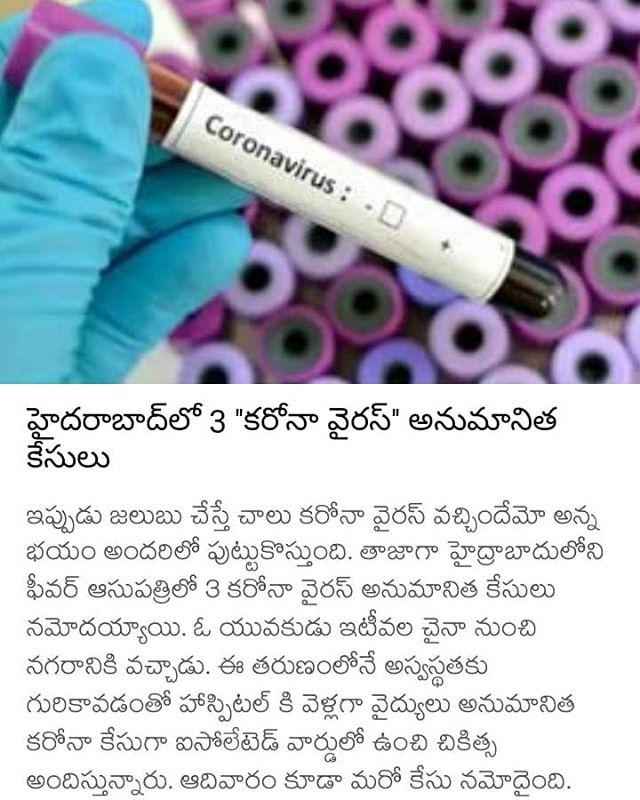 Coronavirus : - □
+
హైదరాబాద్‌లో 3 "కరోనా వైరస్" అనుమానిత
కేసులు
ఇప్పుడు జలుబు చేస్తే చాలు కరోనా వైరస్ వచ్చిందేమో అన్న
భయం అందరిలో పుట్టుకొస్తుంది. తాజాగా హైద్రాబాదులోని
ఫీవర్ ఆసుపత్రిలో 3 కరోనా వైరస్ అనుమానిత కేసులు
నమోదయ్యాయి. ఓ యువకుడు ఇటీవల చైనా నుంచి
నగరానికి వచ్చాడు. ఈ తరుణంలోనే అస్వస్థతకు
గురికావడంతో హాస్పిటల్ కి వెళ్లగా వైద్యులు అనుమానిత
కరోనా కేసుగా ఐసోలేటెడ్ వార్డులో ఉంచి చికిత్స
అందిస్తున్నారు. ఆదివారం కూడా మరో కేసు నమోదైంది.